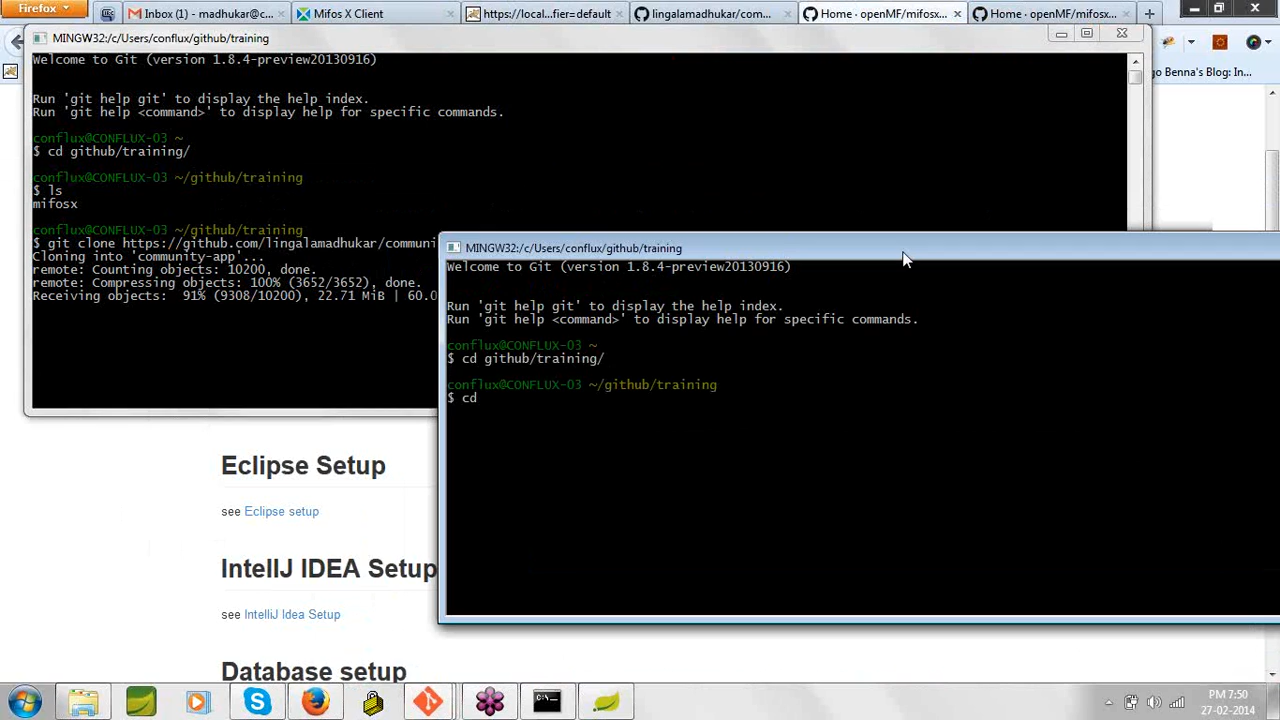 Firefox
Inbox (1) - madhukar@c...
Mifos X Client
https://local...fier=default
lingalamadhukar/com...
Home - openMF/mifosx...
Home - openMF/mifosx...
go Benna's Blog: In...
MINGW32:/c/Users/conflux/github/training
Welcome to Git (version 1.8.4-preview20130916)
Run 'git help git' to display the help index.
Run 'git help <command>' to display help for specific commands.
conflux@CONFLUX-03 ~
$ cd github/training/
conflux@CONFLUX-03 ~/github/training
$ ls
mifosx
conflux@CONFLUX-03 ~/github/training
$ git clone https://github.com/lingalamadhukar/communi
Cloning into 'community-app'...
remote: Counting objects: 10200, done.
remote: Compressing objects: 100% (3652/3652), done.
Receiving objects:  91% (9308/10200), 22.71 MiB | 60.0
MINGW32:/c/Users/conflux/github/training
Welcome to Git (version 1.8.4-preview20130916)
Run 'git help git' to display the help index.
Run 'git help <command>' to display help for specific commands.
conflux@CONFLUX-03 ~
$ cd github/training/
conflux@CONFLUX-03 ~/github/training
$ cd
Eclipse Setup
see Eclipse setup
IntellJ IDEA Setup
see IntelliJ Idea Setup
Database setup
PM 7:50
27-02-2014